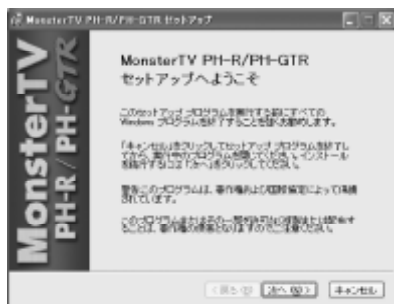 MonsterTV PH-R/PH-GTR セットアップ
MonsterTV
PH-R/PH-GTR
MonsterTV PH-R/PH-GTR
セットアップへようこそ
このセットアップ プログラムを実行する前にすべての
Windows プログラムを終了することを強くお勧めします。
「キャンセル」をクリックしてセットアップ プログラムを終了し
てから、実行中のプログラムを閉じてください。インストール
を続行するには「次へ」をクリックしてください。
警告:このプログラムは、著作権および国際協定によって保護
されています。
このプログラムまたはその一部を許可なく複製または配布す
ることは、著作権の侵害となりますのでご注意ください。
< 戻る(B)
次へ(N) >
キャンセル